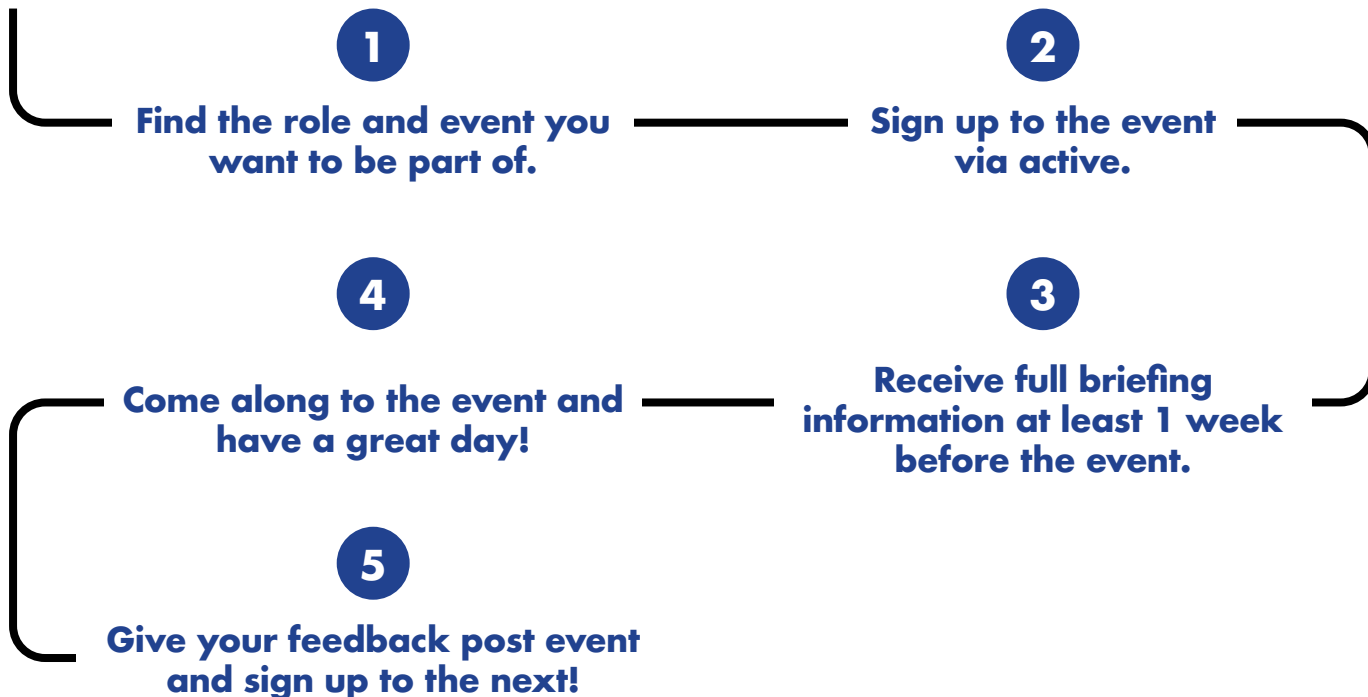 1
Find the role and event you
want to be part of.
2
Sign up to the event
via active.
3
Receive full briefing
information at least 1 week
before the event.
4
Come along to the event and
have a great day!
5
Give your feedback post event
and sign up to the next!